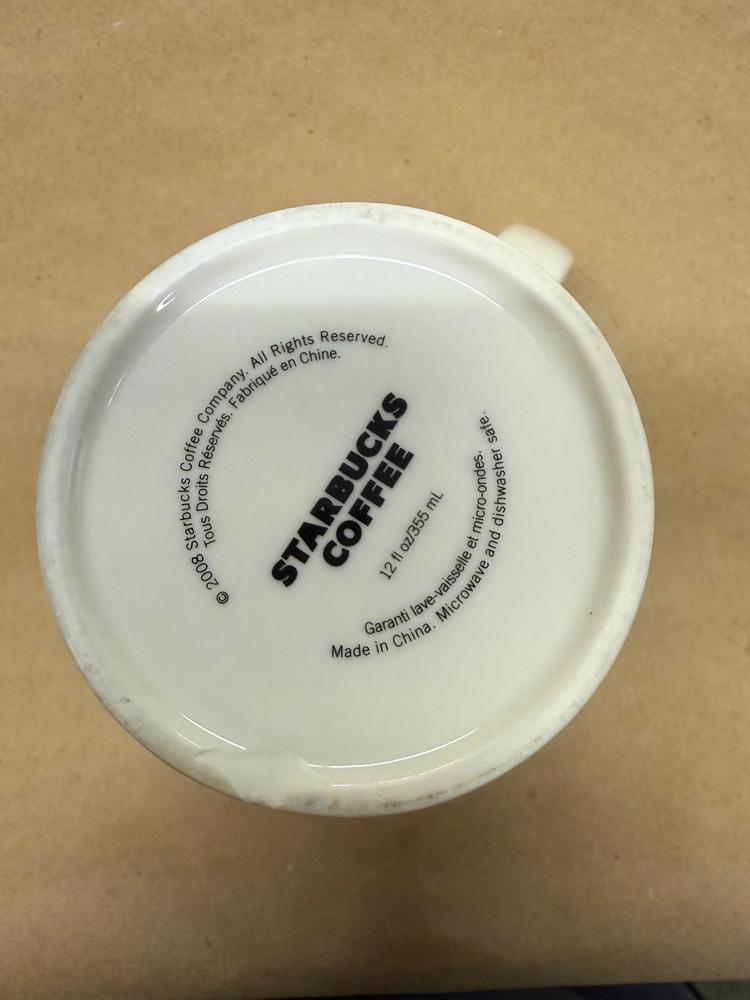 © 2008 Starbucks Coffee Company. All Rights Reserved.
Tous Droits Réservés. Fabriqué en Chine.
STARBUCKS
COFFEE
12 fl oz/355 mL
Garanti lave-vaisselle et micro-ondes.
Made in China. Microwave and dishwasher safe.